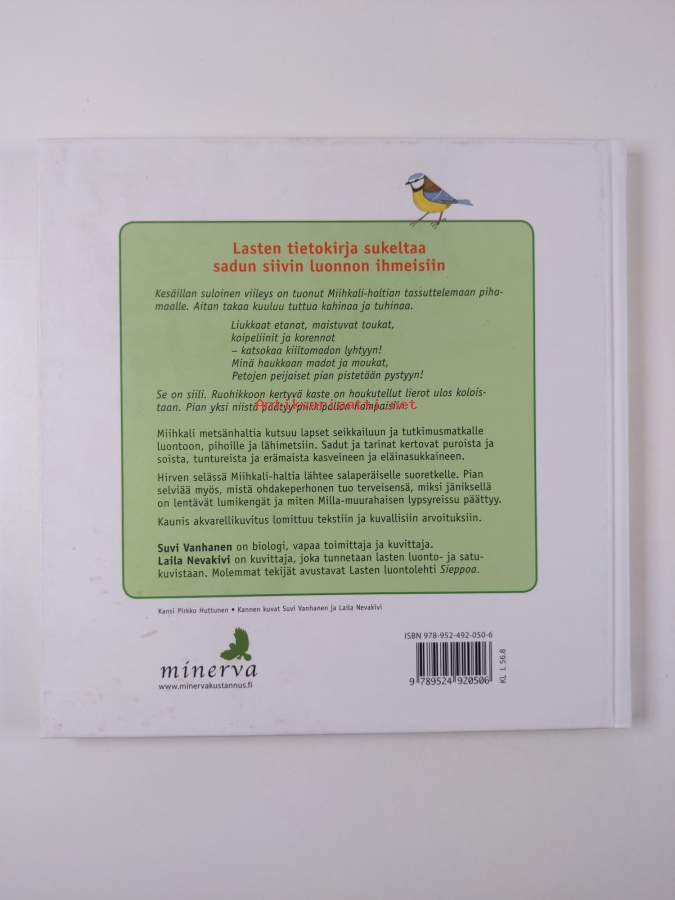 Lasten tietokirja sukeltaa
sadun siivin luonnon ihmeisiin
Kesäillan suloinen viileys on tuonut Miihkali-haltian tassuttelemaan piha-
maalle. Aitan takaa kuuluu tuttua kahinaa ja tuhinaa.
Liukkaat etanat, maistuvat toukat,
koipeliinit ja korennot
– katsokaa kiiltomadon lyhtyyn!
Minä haukkaan madot ja moukat,
Petojen peijaiset pian pistetään pystyyn!
Se on siili. Ruohikkoon kertyvä kaste on houkutellut lierot ulos kolois-
taan. Pian yksi niistä päätyy piikkipallon hampaisiin.
Antikvariaatti.net
Miihkali metsänhaltia kutsuu lapset seikkailuun ja tutkimusmatkalle
luontoon, pihoille ja lähimetsiin. Sadut ja tarinat kertovat puroista ja
soista, tuntureista ja erämaista kasveineen ja eläinasukkaineen.
Hirven selässä Miihkali-haltia lähtee salaperäiselle suoretkelle. Pian
selviää myös, mistä ohdakeperhonen tuo terveisensä, miksi jäniksellä
on lentävät lumikengät ja miten Milla-muurahaisen lypsyreissu päättyy.
Kaunis akvarellikuvitus lomittuu tekstiin ja kuvallisiin arvoituksiin.
Suvi Vanhanen on biologi, vapaa toimittaja ja kuvittaja.
Laila Nevakivi on kuvittaja, joka tunnetaan lasten luonto- ja satu-
kuvistaan. Molemmat tekijät avustavat Lasten luontolehti Sieppoa.
Kansi Pirkko Huttunen • Kannen kuvat Suvi Vanhanen ja Laila Nevakivi
minerva
www.minervakustannus.fi
ISBN 978-952-492-050-6
9 789524 920506
KL L 56.8